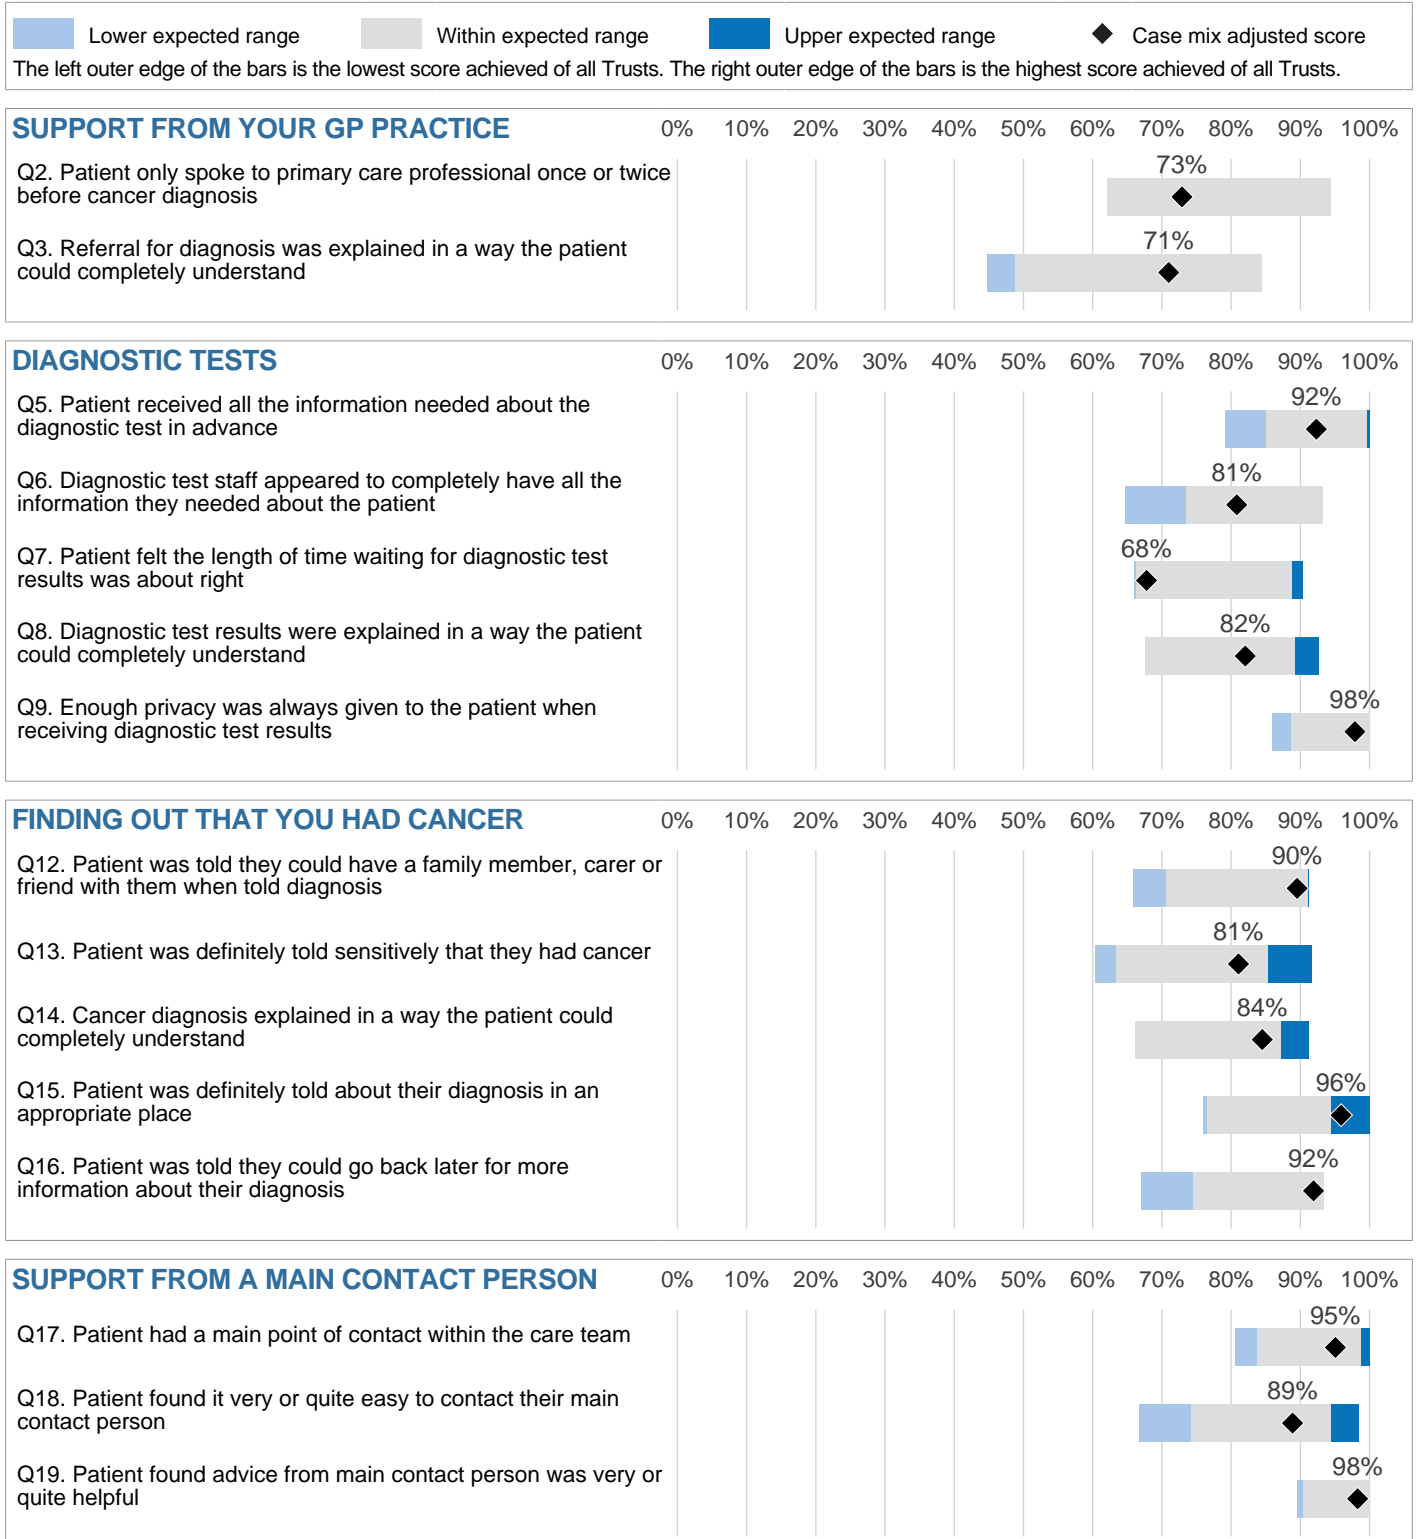 Lower expected range Within expected range Upper expected range Case mix adjusted score
The left outer edge of the bars is the lowest score achieved of all Trusts. The right outer edge of the bars is the highest score achieved of all Trusts.
SUPPORT FROM YOUR GP PRACTICE 0% 10% 20% 30% 40% 50% 60% 70% 80% 90% 100%
Q2. Patient only spoke to primary care professional once or twice
before cancer diagnosis
73%
Q3. Referral for diagnosis was explained in a way the patient
could completely understand
71%
DIAGNOSTIC TESTS 0% 10% 20% 30% 40% 50% 60% 70% 80% 90% 100%
Q5. Patient received all the information needed about the
diagnostic test in advance
92%
Q6. Diagnostic test staff appeared to completely have all the
information they needed about the patient
81%
Q7. Patient felt the length of time waiting for diagnostic test
results was about right
68%
Q8. Diagnostic test results were explained in a way the patient
could completely understand
82%
Q9. Enough privacy was always given to the patient when
receiving diagnostic test results
98%
FINDING OUT THAT YOU HAD CANCER 0% 10% 20% 30% 40% 50% 60% 70% 80% 90% 100%
Q12. Patient was told they could have a family member, carer or
friend with them when told diagnosis
90%
Q13. Patient was definitely told sensitively that they had cancer
81%
Q14. Cancer diagnosis explained in a way the patient could
completely understand
84%
Q15. Patient was definitely told about their diagnosis in an
appropriate place
96%
Q16. Patient was told they could go back later for more
information about their diagnosis
92%
SUPPORT FROM A MAIN CONTACT PERSON 0% 10% 20% 30% 40% 50% 60% 70% 80% 90% 100%
Q17. Patient had a main point of contact within the care team
95%
Q18. Patient found it very or quite easy to contact their main
contact person
89%
Q19. Patient found advice from main contact person was very or
quite helpful
98%